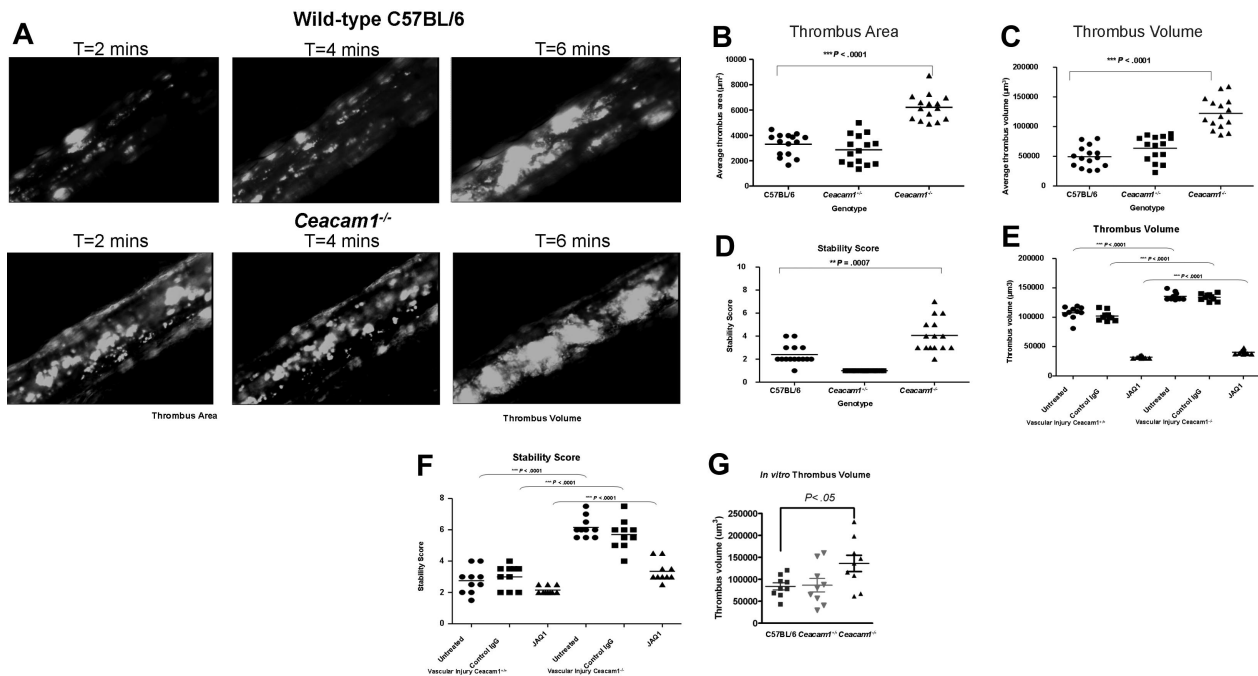 A
Wild-type C57BL/6
T=2 mins
T=4 mins
T=6 mins
Ceacam1-/-
T=2 mins
T=4 mins
T=6 mins
Thrombus Area
Thrombus Volume
B
Thrombus Area
*** P < .0001
Average thrombus area (µm²)
10000
8000
6000
4000
2000
0
C57BL/6
Ceacam1+/-
Ceacam1-/-
Genotype
C
Thrombus Volume
*** P < .0001
Average thrombus volume (µm³)
200000
150000
100000
50000
0
C57BL/6
Ceacam1+/-
Ceacam1-/-
Genotype
D
Stability Score
** P = .0007
Stability Score
10
8
6
4
2
0
C57BL/6
Ceacam1+/-
Ceacam1-/-
Genotype
E
Thrombus Volume
*** P < .0001
*** P < .0001
*** P < .0001
Thrombus volume (µm3)
200000
150000
100000
50000
0
Untreated
Control IgG
JAQ1
Untreated
Control IgG
JAQ1
Vascular Injury Ceacam1+/+
Vascular Injury Ceacam1-/-
F
Stability Score
*** P < .0001
*** P < .0001
*** P < .0001
Stability Score
8
6
4
2
0
Untreated
Control IgG
JAQ1
Untreated
Control IgG
JAQ1
Vascular Injury Ceacam1+/+
Vascular Injury Ceacam1-/-
G
In vitro Thrombus Volume
P< .05
Thrombus volume (um³)
250000
200000
150000
100000
50000
0
C57BL/6
Ceacam1+/-
Ceacam1-/-